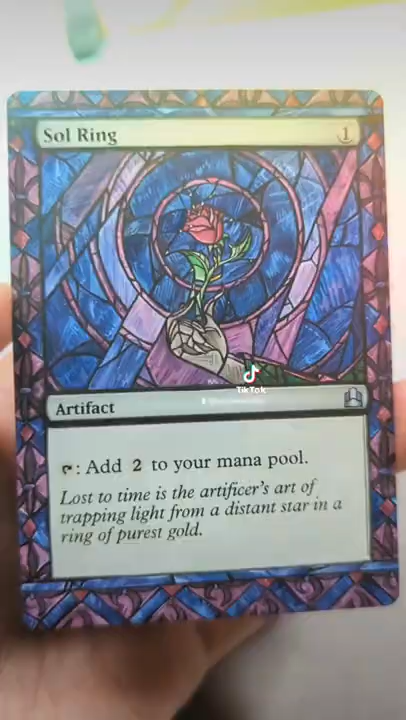 Sol Ring 1
TikTok
Artifact
: Add 2 to your mana pool.
Lost to time is the artificer's art of
trapping light from a distant star in a
ring of purest gold.